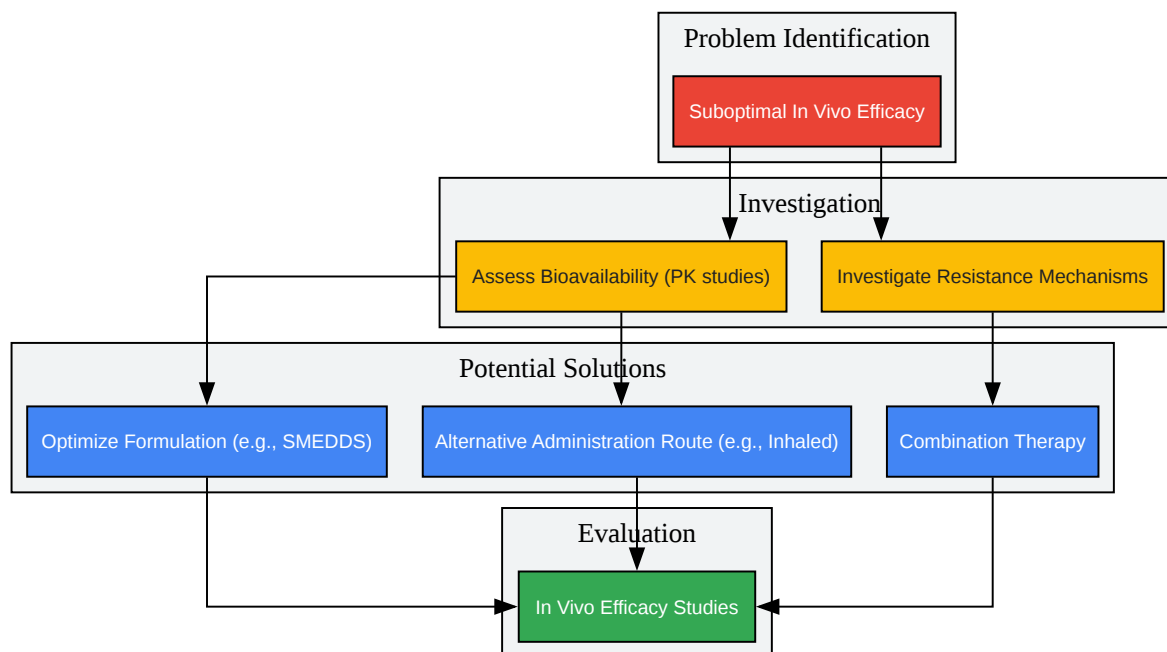 Problem Identification
Suboptimal In Vivo Efficacy
Investigation
Assess Bioavailability (PK studies)
Investigate Resistance Mechanisms
Potential Solutions
Optimize Formulation (e.g., SMEDDS)
Alternative Administration Route (e.g., Inhaled)
Combination Therapy
Evaluation
In Vivo Efficacy Studies